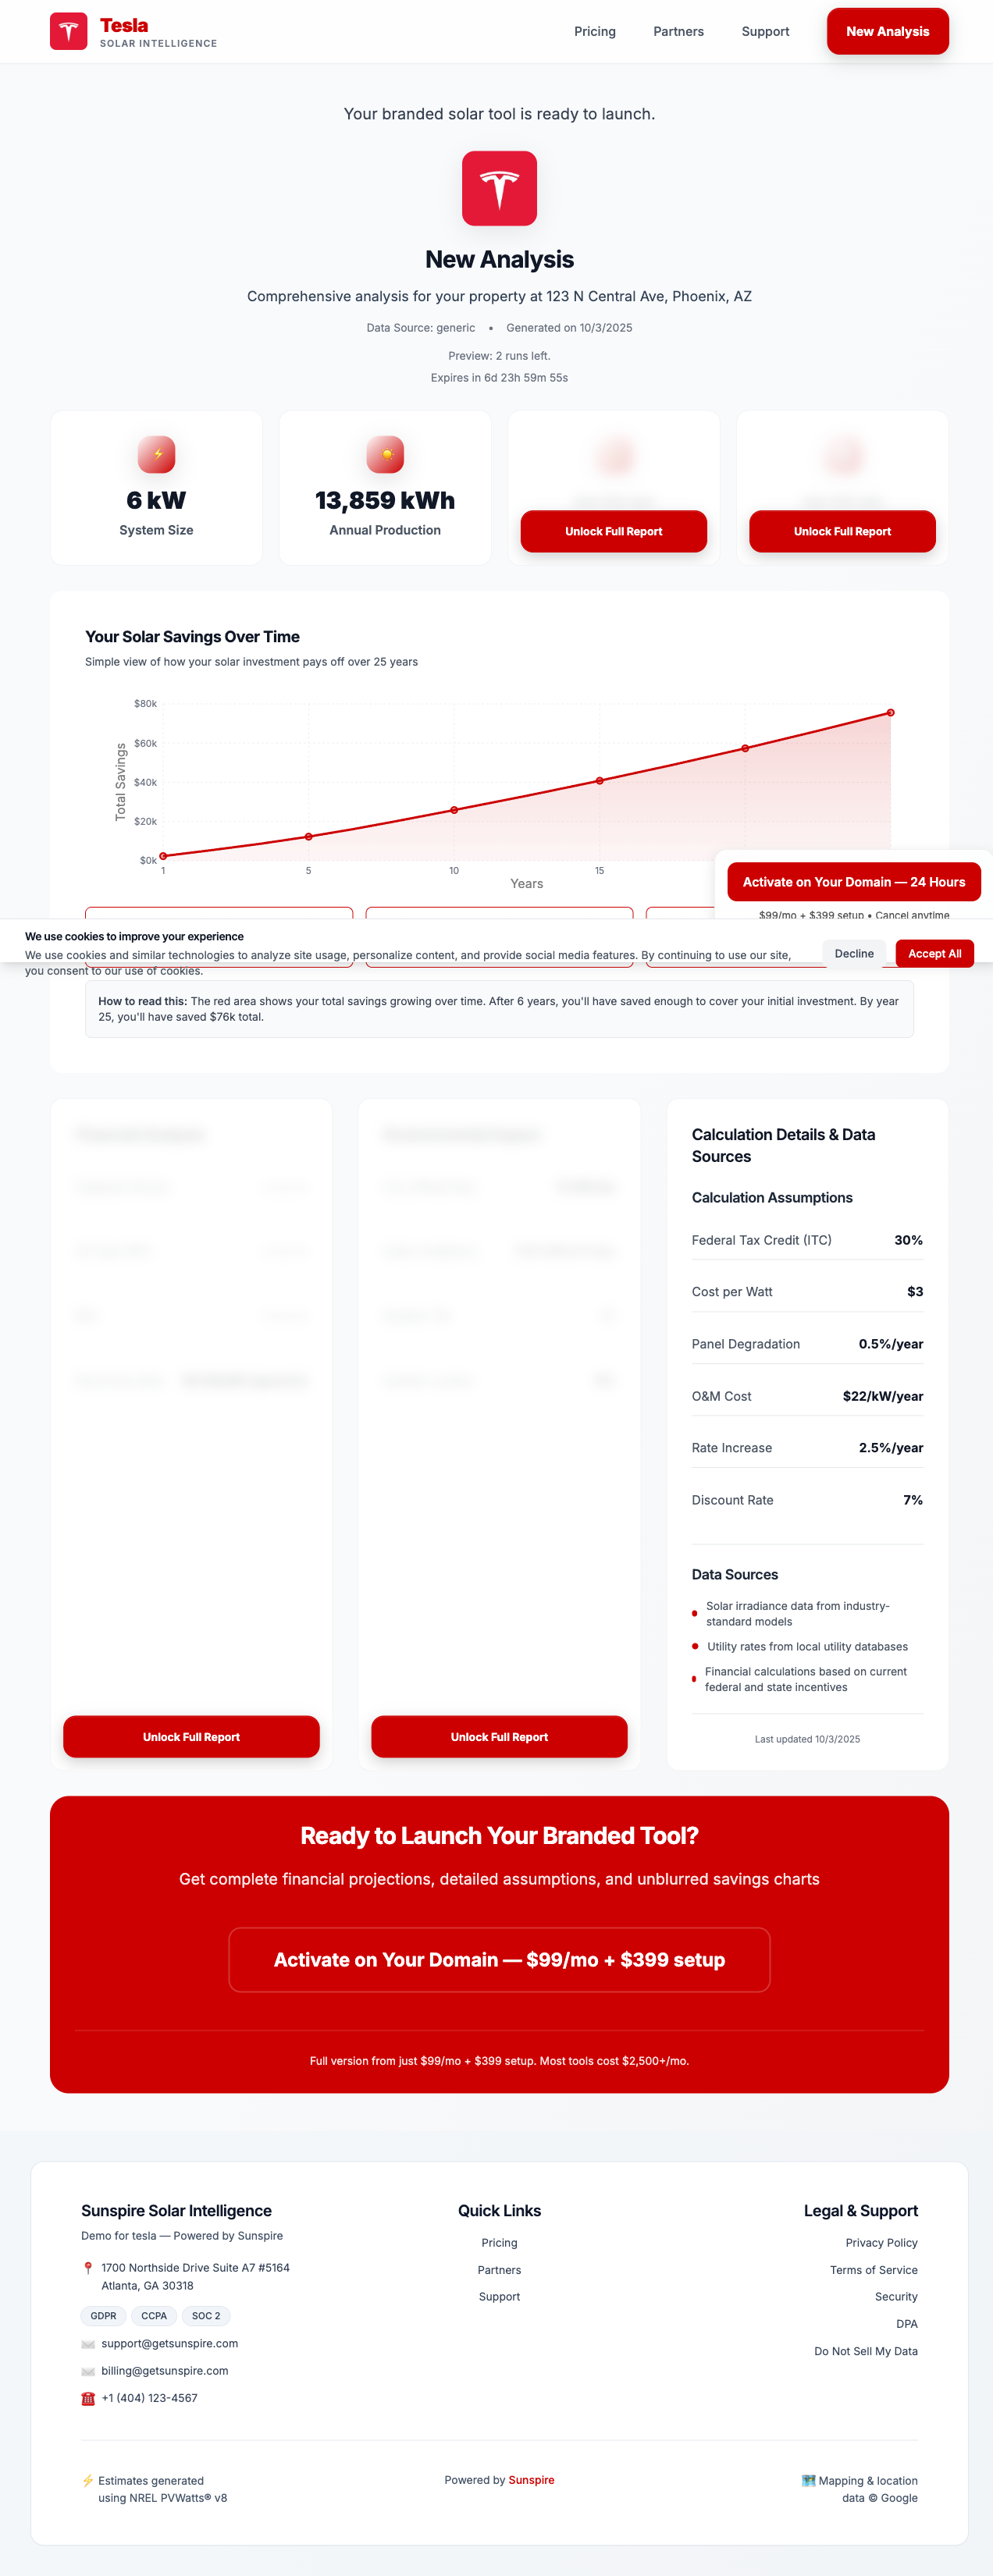 Tesla
SOLAR INTELLIGENCE
Pricing
Partners
Support
New Analysis
Your branded solar tool is ready to launch.
New Analysis
Comprehensive analysis for your property at 123 N Central Ave, Phoenix, AZ
Data Source: generic • Generated on 10/3/2025
Preview: 2 runs left.
Expires in 6d 23h 59m 55s
6 kW
System Size
13,859 kWh
Annual Production
Unlock Full Report
Unlock Full Report
Your Solar Savings Over Time
Simple view of how your solar investment pays off over 25 years
Total Savings
$80k
$60k
$40k
$20k
$0k
1
5
10
15
Years
Activate on Your Domain — 24 Hours
$99/mo + $399 setup • Cancel anytime
We use cookies to improve your experience
We use cookies and similar technologies to analyze site usage, personalize content, and provide social media features. By continuing to use our site,
you consent to our use of cookies.
Decline
Accept All
How to read this: The red area shows your total savings growing over time. After 6 years, you'll have saved enough to cover your initial investment. By year
25, you'll have saved $76k total.
Unlock Full Report
Unlock Full Report
Calculation Details & Data
Sources
Calculation Assumptions
Federal Tax Credit (ITC) 30%
Cost per Watt $3
Panel Degradation 0.5%/year
O&M Cost $22/kW/year
Rate Increase 2.5%/year
Discount Rate 7%
Data Sources
Solar irradiance data from industry-
standard models
Utility rates from local utility databases
Financial calculations based on current
federal and state incentives
Last updated 10/3/2025
Ready to Launch Your Branded Tool?
Get complete financial projections, detailed assumptions, and unblurred savings charts
Activate on Your Domain — $99/mo + $399 setup
Full version from just $99/mo + $399 setup. Most tools cost $2,500+/mo.
Sunspire Solar Intelligence
Demo for tesla — Powered by Sunspire
1700 Northside Drive Suite A7 #5164
Atlanta, GA 30318
GDPR
CCPA
SOC 2
support@getsunspire.com
billing@getsunspire.com
+1 (404) 123-4567
Quick Links
Pricing
Partners
Support
Legal & Support
Privacy Policy
Terms of Service
Security
DPA
Do Not Sell My Data
Estimates generated
using NREL PVWatts® v8
Powered by Sunspire
Mapping & location
data © Google